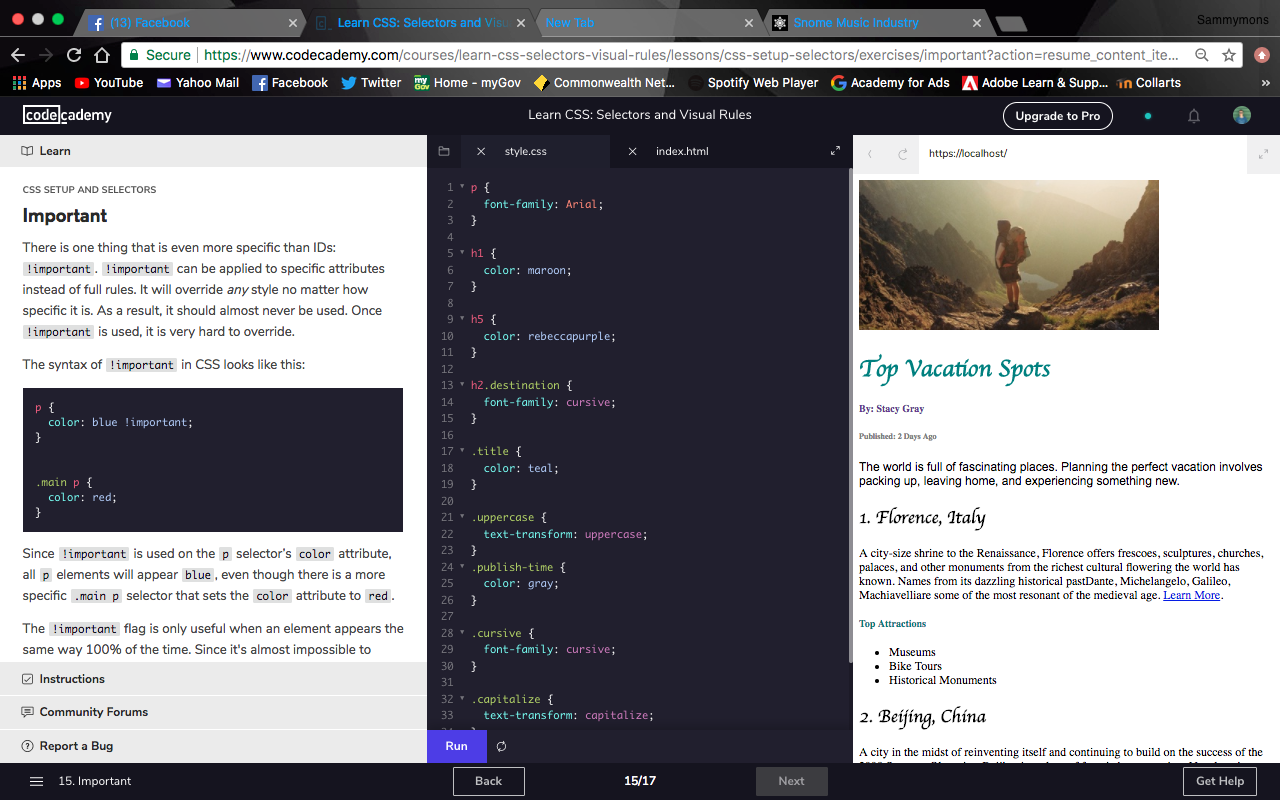 (13) Facebook
Learn CSS: Selectors and Visu
New Tab
Snome Music Industry
Sammymons
Secure
https://www.codecademy.com/courses/learn-css-selectors-visual-rules/lessons/css-setup-selectors/exercises/important?action=resume_content_ite...
Apps
YouTube
Yahoo Mail
Facebook
Twitter
my Gov
Home - myGov
Commonwealth Net...
Spotify Web Player
Academy for Ads
Adobe Learn & Supp...
Collarts
»
codecademy
Learn CSS: Selectors and Visual Rules
Upgrade to Pro
Learn
CSS SETUP AND SELECTORS
Important
There is one thing that is even more specific than IDs:
!important. !important can be applied to specific attributes
instead of full rules. It will override any style no matter how
specific it is. As a result, it should almost never be used. Once
!important is used, it is very hard to override.
The syntax of !important in CSS looks like this:
p {
color: blue !important;
}
.main p {
color: red;
}
Since !important is used on the p selector's color attribute,
all p elements will appear blue, even though there is a more
specific .main p selector that sets the color attribute to red.
The !important flag is only useful when an element appears the
same way 100% of the time. Since it's almost impossible to
Instructions
Community Forums
Report a Bug
style.css
index.html
1 p {
2 font-family: Arial;
3 }
4
5 h1 {
6 color: maroon;
7 }
8
9 h5 {
10 color: rebeccapurple;
11 }
12
13 h2.destination {
14 font-family: cursive;
15 }
16
17 .title {
18 color: teal;
19 }
20
21 .uppercase {
22 text-transform: uppercase;
23 }
24 .publish-time {
25 color: gray;
26 }
27
28 .cursive {
29 font-family: cursive;
30 }
31
32 .capitalize {
33 text-transform: capitalize;
Run
https://localhost/
Top Vacation Spots
By: Stacy Gray
Published: 2 Days Ago
The world is full of fascinating places. Planning the perfect vacation involves
packing up, leaving home, and experiencing something new.
1. Florence, Italy
A city-size shrine to the Renaissance, Florence offers frescoes, sculptures, churches,
palaces, and other monuments from the richest cultural flowering the world has
known. Names from its dazzling historical pastDante, Michelangelo, Galileo,
Machiavelliare some of the most resonant of the medieval age. Learn More.
Top Attractions
Museums
Bike Tours
Historical Monuments
2. Beijing, China
A city in the midst of reinventing itself and continuing to build on the success of the
15. Important
Back
15/17
Next
Get Help